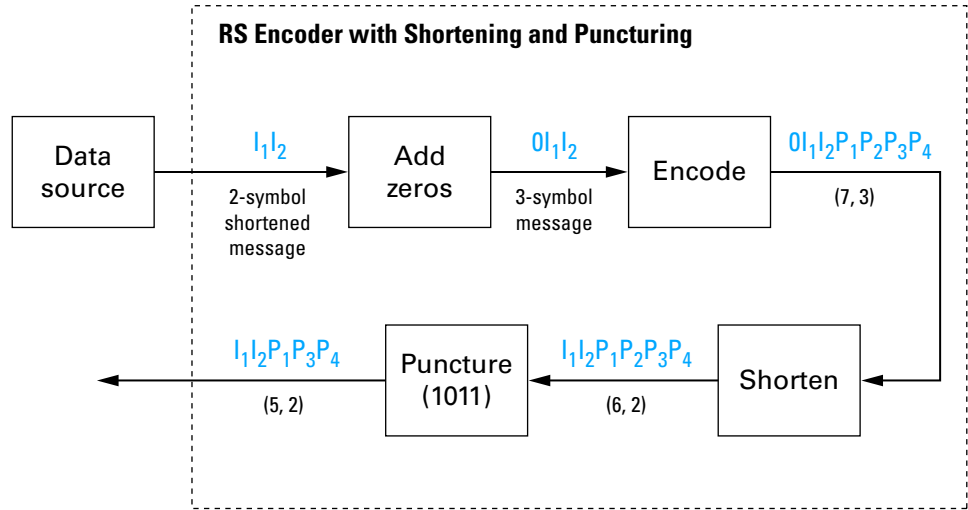 RS Encoder with Shortening and Puncturing
Data
source
I₁I₂
2-symbol
shortened
message
Add
zeros
0I₁I₂
3-symbol
message
Encode
0I₁I₂P₁P₂P₃P₄
(7, 3)
Shorten
I₁I₂P₁P₂P₃P₄
(6, 2)
Puncture
(1011)
I₁I₂P₁P₃P₄
(5, 2)